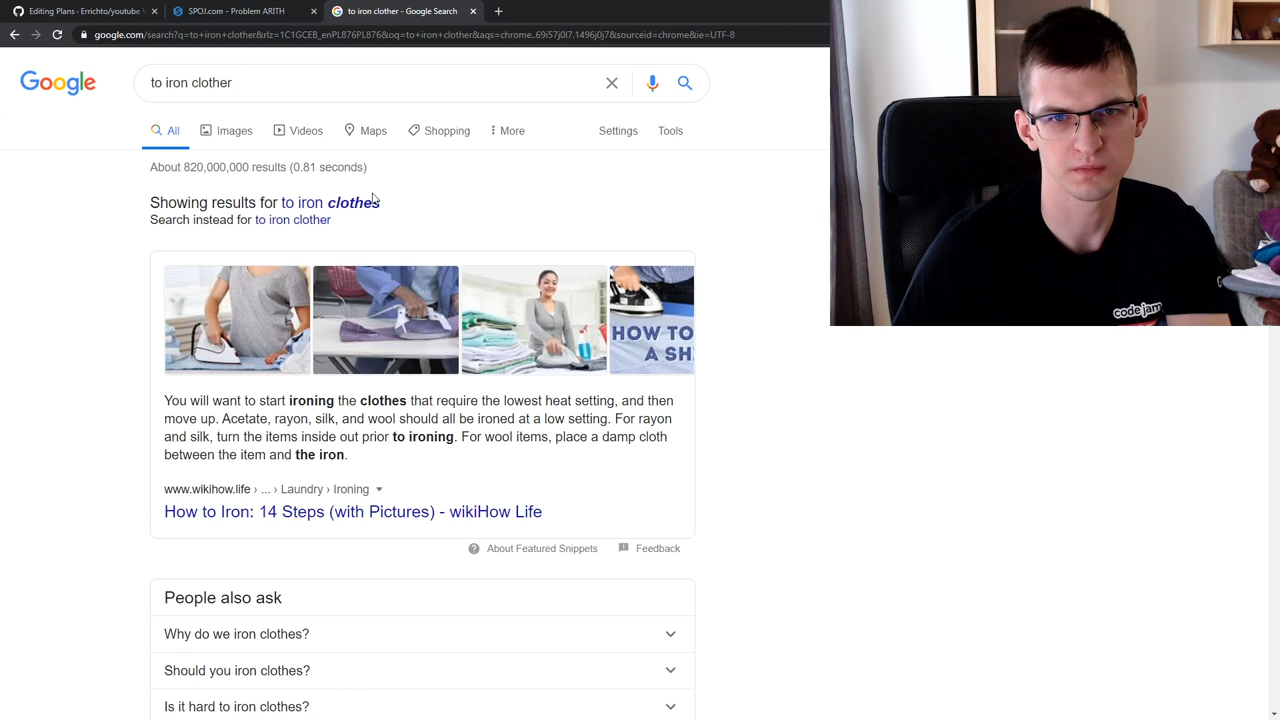 Editing Plans · Errichto/youtube
SPOJ.com - Problem ARITH
to iron clother - Google Search
google.com/search?q=to+iron+clother&rlz=1C1GCEB_enPL876PL876&oq=to+iron+clother&aqs=chrome..69i57j0l7.1496j0j7&sourceid=chrome&ie=UTF-8
Google
to iron clother
All
Images
Videos
Maps
Shopping
More
Settings
Tools
About 820,000,000 results (0.81 seconds)
Showing results for to iron clothes
Search instead for to iron clother
HOW TO
A SH
You will want to start ironing the clothes that require the lowest heat setting, and then
move up. Acetate, rayon, silk, and wool should all be ironed at a low setting. For rayon
and silk, turn the items inside out prior to ironing. For wool items, place a damp cloth
between the item and the iron.
www.wikihow.life › ... › Laundry › Ironing
How to Iron: 14 Steps (with Pictures) - wikiHow Life
About Featured Snippets
Feedback
People also ask
Why do we iron clothes?
Should you iron clothes?
Is it hard to iron clothes?
code jam